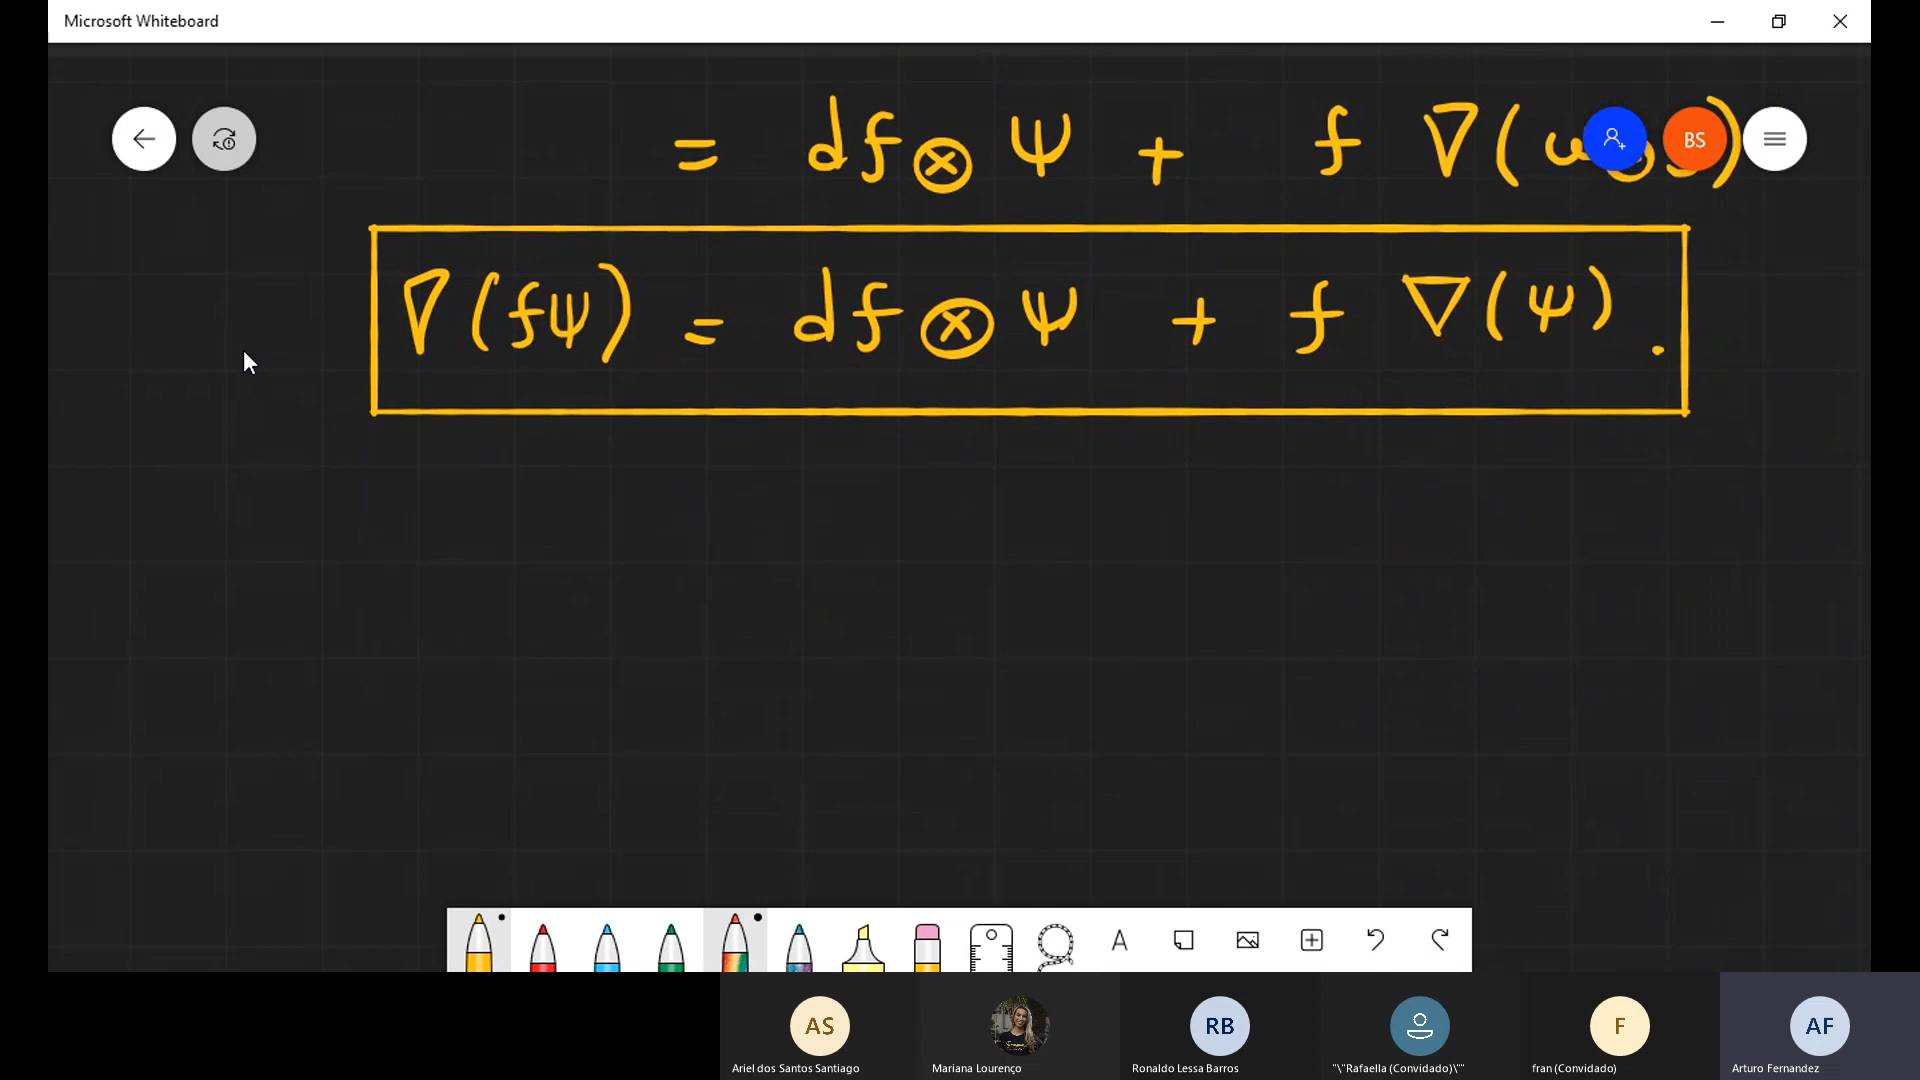 Microsoft Whiteboard
= df ⊗ ψ + f ∇(ω⊗s)
BS
∇(fψ) = df ⊗ ψ + f ∇(ψ).
A
AS
RB
F
AF
Ariel dos Santos Santiago
Mariana Lourenço
Ronaldo Lessa Barros
"\"Rafaella (Convidado)\""
fran (Convidado)
Arturo Fernandez